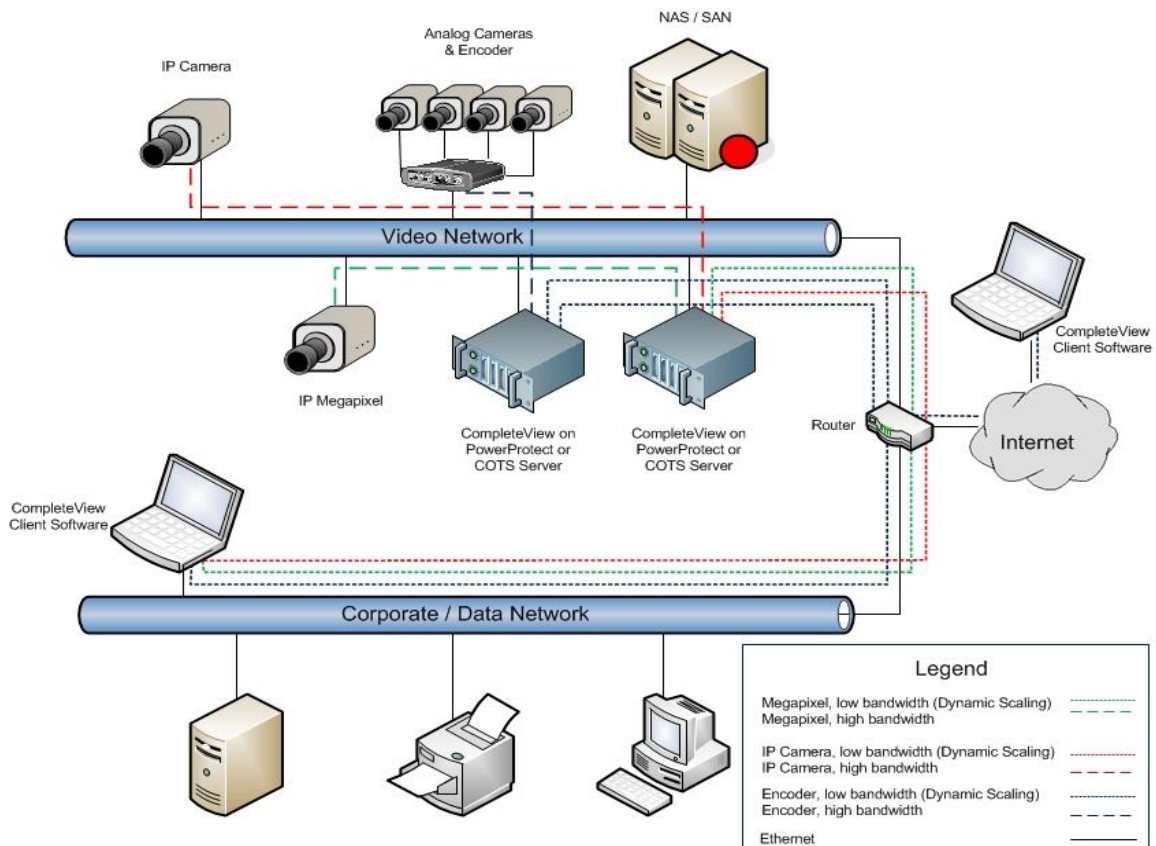 NAS / SAN
Analog Cameras
& Encoder
IP Camera
Video Network
CompleteView
Client Software
IP Megapixel
CompleteView on
PowerProtect or
COTS Server
CompleteView on
PowerProtect or
COTS Server
Router
Internet
CompleteView
Client Software
Corporate / Data Network
Legend
Megapixel, low bandwidth (Dynamic Scaling)
Megapixel, high bandwidth
IP Camera, low bandwidth (Dynamic Scaling)
IP Camera, high bandwidth
Encoder, low bandwidth (Dynamic Scaling)
Encoder, high bandwidth
Ethernet